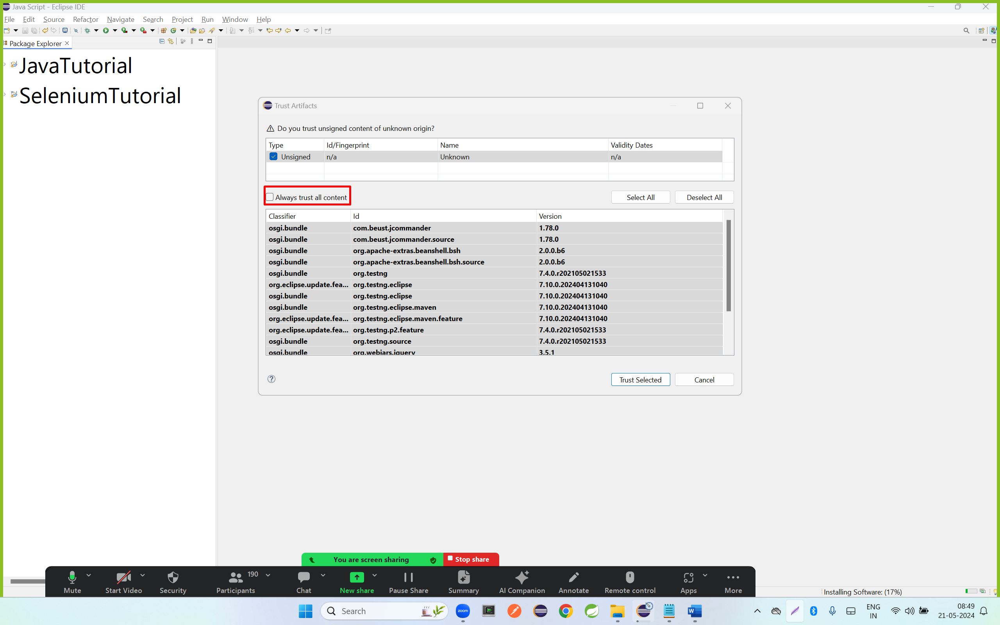 Java Script - Eclipse IDE
File Edit Source Refactor Navigate Search Project Run Window Help
Package Explorer
JavaTutorial
SeleniumTutorial
Trust Artifacts
Do you trust unsigned content of unknown origin?
Type Id/Fingerprint Name Validity Dates
Unsigned n/a Unknown n/a
Always trust all content Select All Deselect All
Classifier Id Version
osgi.bundle com.beust.jcommander 1.78.0
osgi.bundle com.beust.jcommander.source 1.78.0
osgi.bundle org.apache-extras.beanshell.bsh 2.0.0.b6
osgi.bundle org.apache-extras.beanshell.bsh.source 2.0.0.b6
osgi.bundle org.testng 7.4.0.r202105021533
org.eclipse.update.fea... org.testng.eclipse 7.10.0.202404131040
osgi.bundle org.testng.eclipse 7.10.0.202404131040
osgi.bundle org.testng.eclipse.maven 7.10.0.202404131040
org.eclipse.update.fea... org.testng.eclipse.maven.feature 7.10.0.202404131040
org.eclipse.update.fea... org.testng.p2.feature 7.4.0.r202105021533
osgi.bundle org.testng.source 7.4.0.r202105021533
osgi.bundle org.webjars.jquery 3.5.1
Trust Selected Cancel
You are screen sharing Stop share
190
Mute Start Video Security Participants Chat New share Pause Share Summary AI Companion Annotate Remote control Apps More
Installing Software: (17%)
Search
zoom
ENG
IN
08:49
21-05-2024